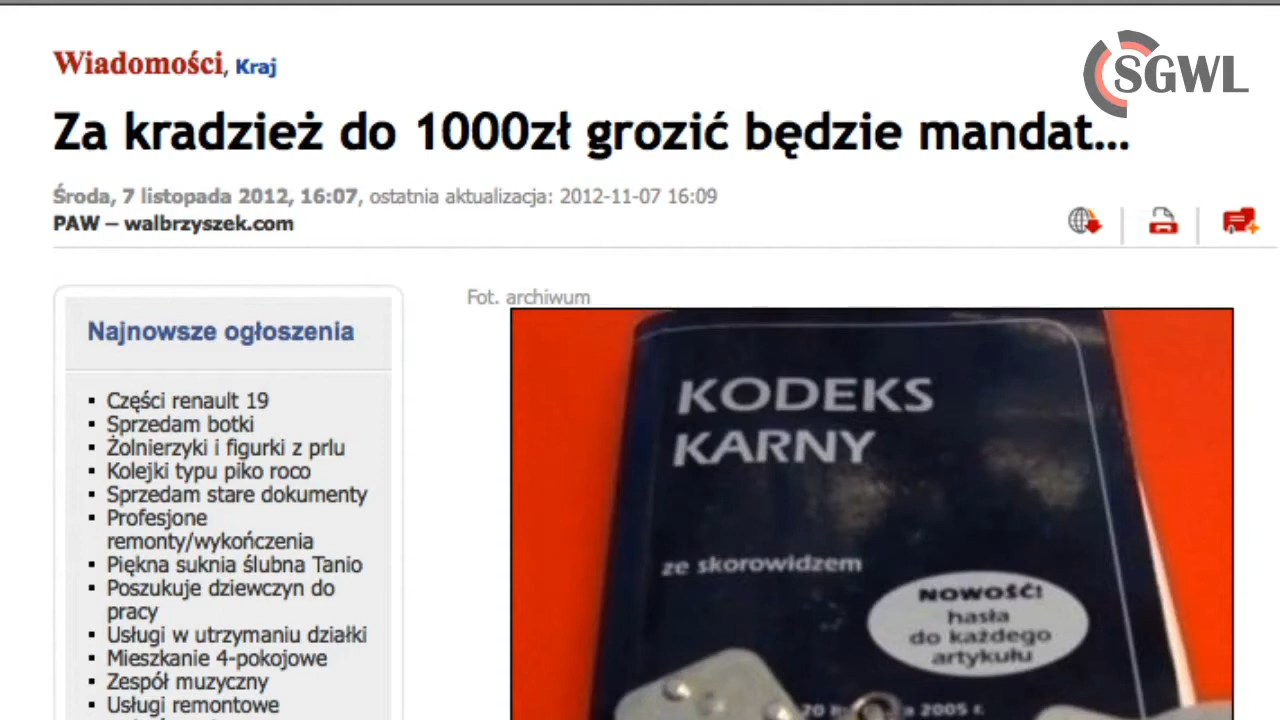 Wiadomości, Kraj
SGWL
Za kradzież do 1000zł grozić będzie mandat...
Środa, 7 listopada 2012, 16:07, ostatnia aktualizacja: 2012-11-07 16:09
PAW – walbrzyszek.com
Najnowsze ogłoszenia
Części renault 19
Sprzedam botki
Żolnierzyki i figurki z prlu
Kolejki typu piko roco
Sprzedam stare dokumenty
Profesjone
remonty/wykończenia
Piękna suknia ślubna Tanio
Poszukuje dziewczyn do
pracy
Usługi w utrzymaniu działki
Mieszkanie 4-pokojowe
Zespół muzyczny
Usługi remontowe
Fot. archiwum
KODEKS
KARNY
ze skorowidzem
NOWOŚĆ!
hasła
do każdego
artykułu
20 2005 r.